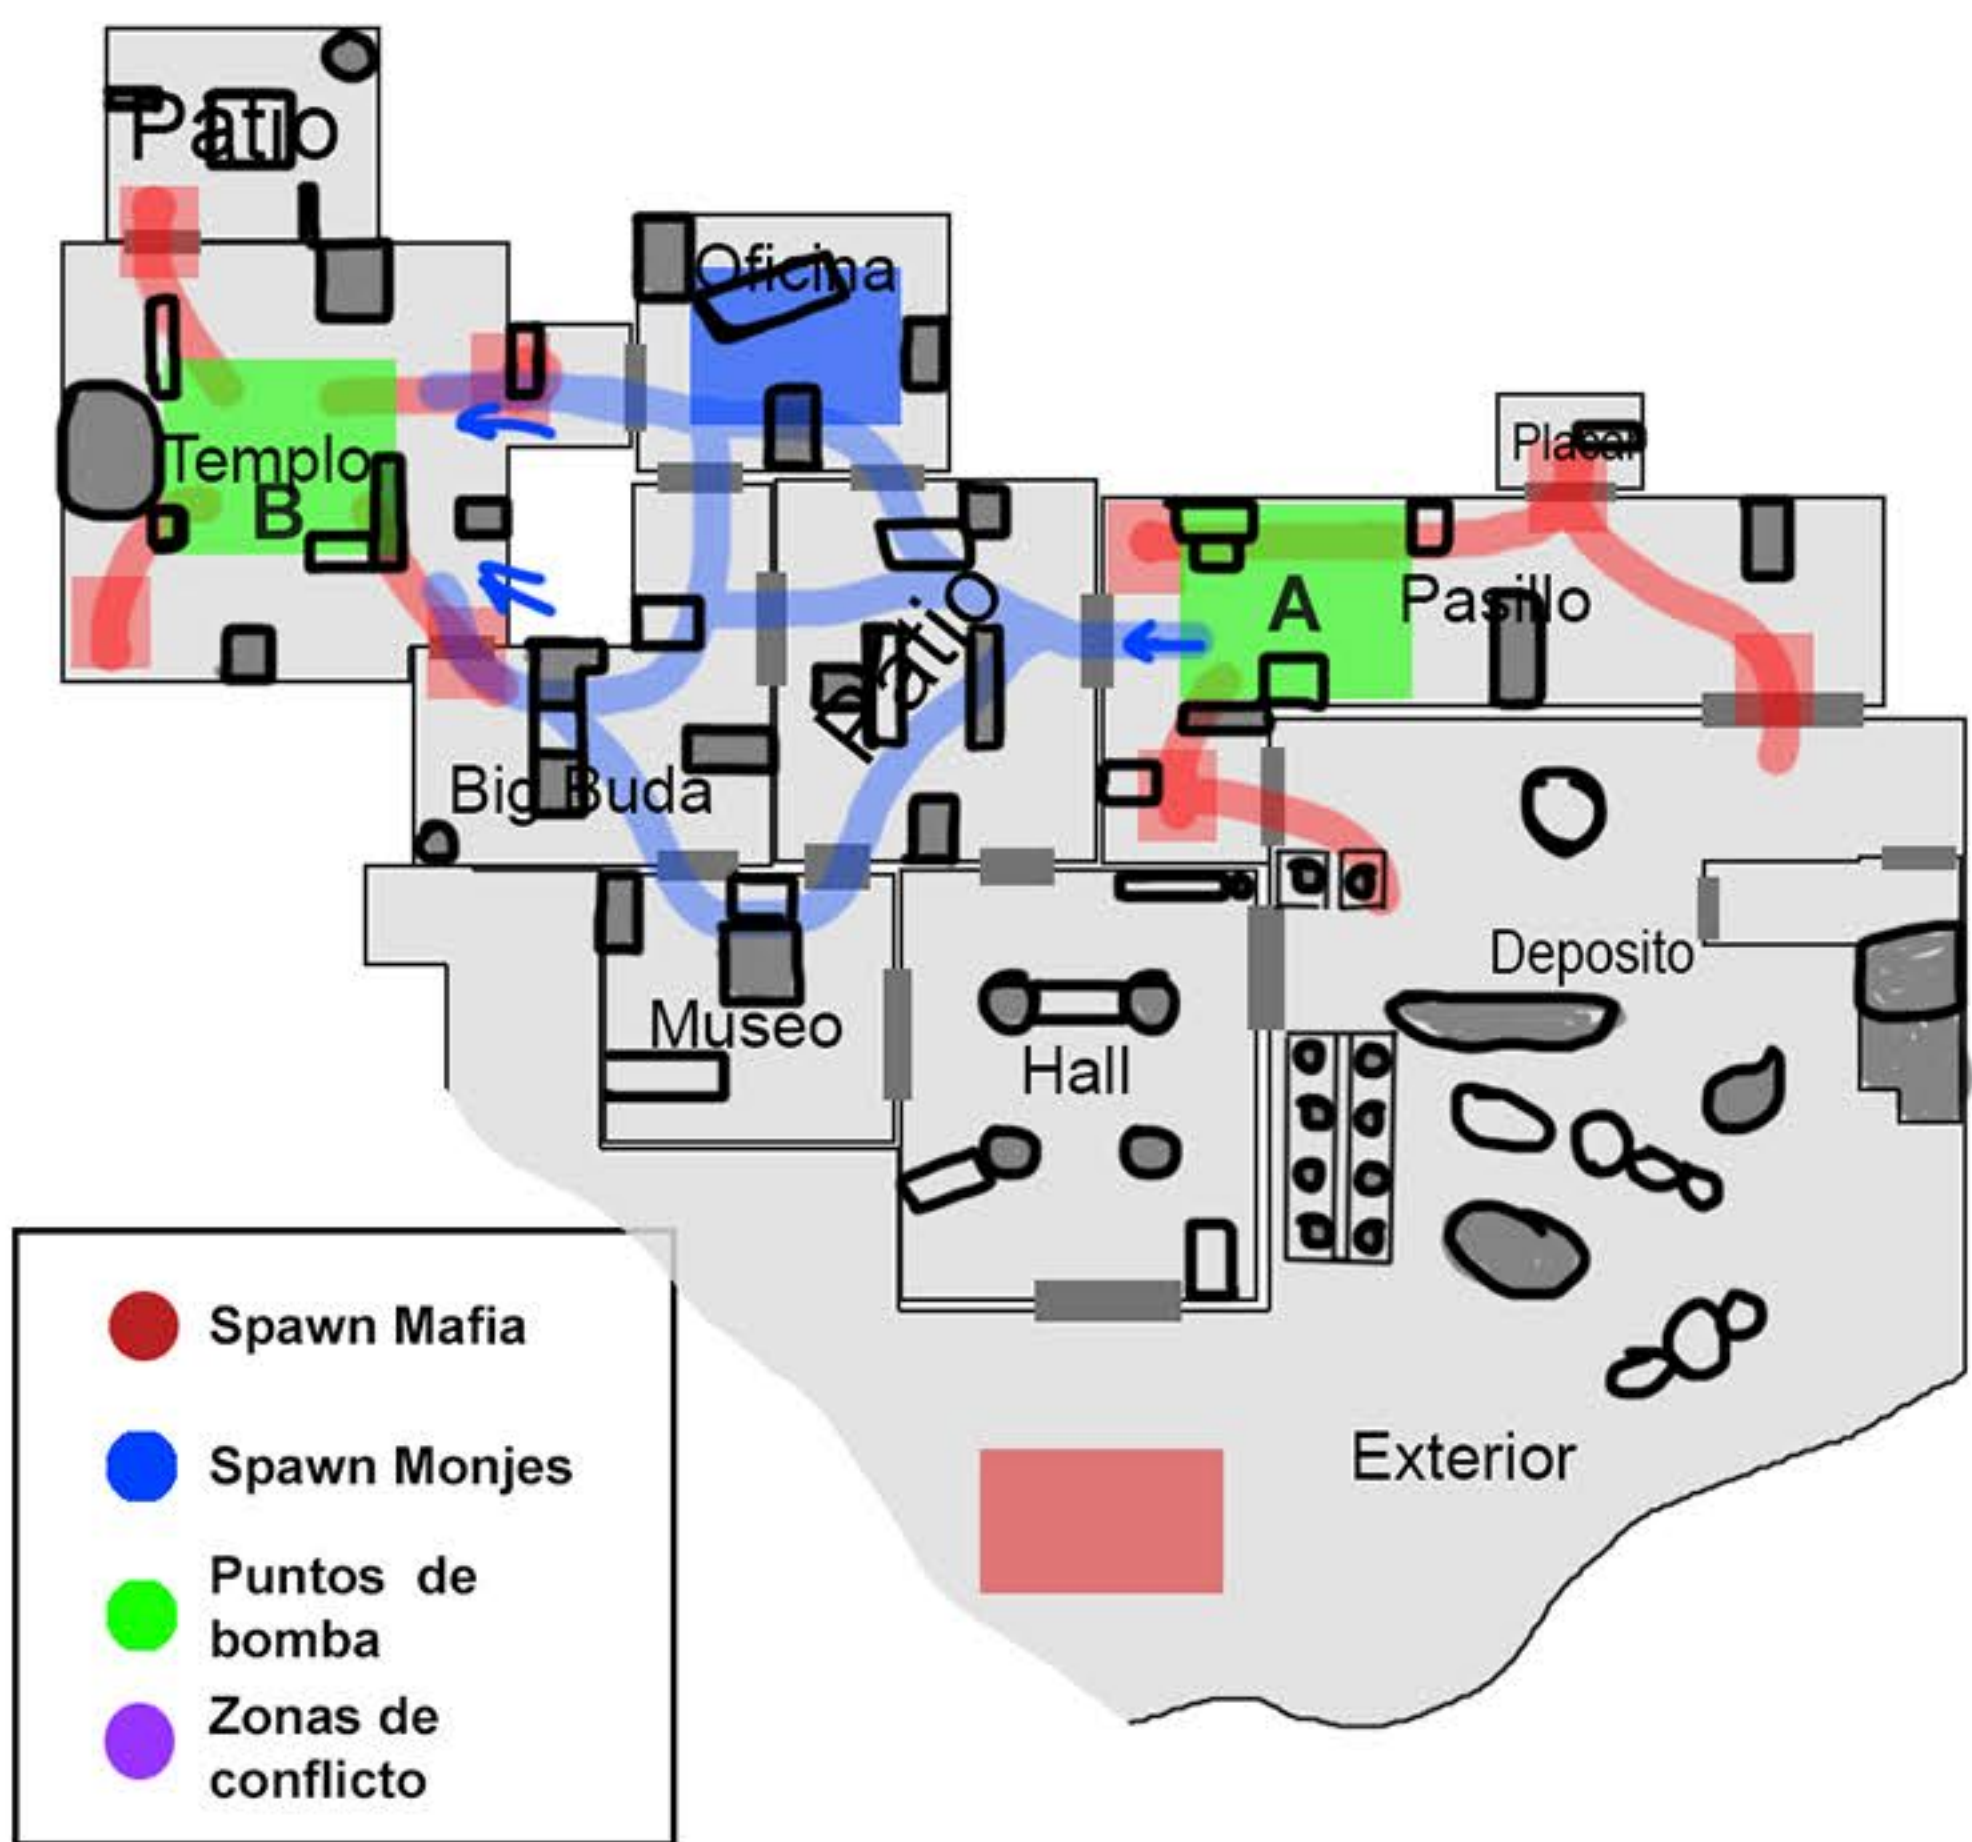 Patio
Oficina
Placar
Templo
B
A
Pasillo
Patio
Big Buda
Deposito
Museo
Hall
Exterior
Spawn Mafia
Spawn Monjes
Puntos de
bomba
Zonas de
conflicto